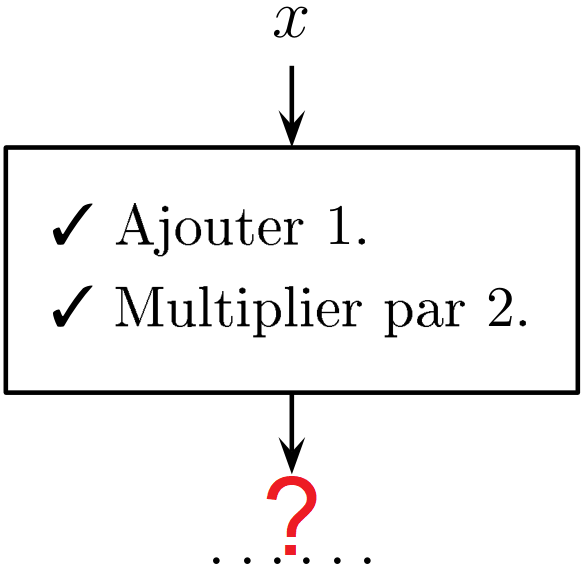 x
✓ Ajouter 1.
✓ Multiplier par 2.
?
......